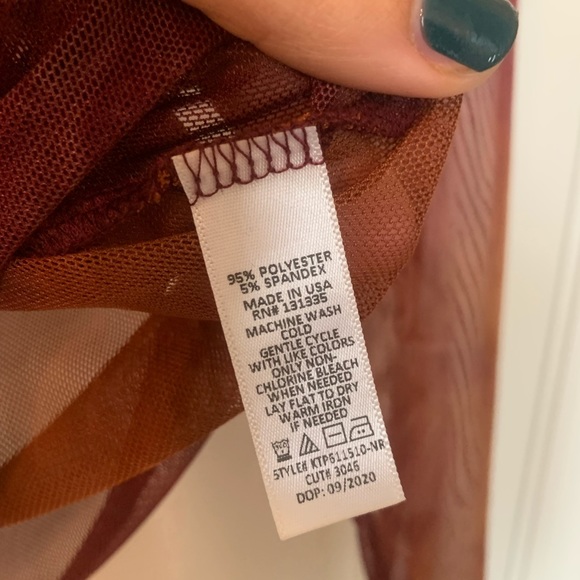 95% POLYESTER
5% SPANDEX
MADE IN USA
RN# 131335
MACHINE WASH
COLD
GENTLE CYCLE
WITH LIKE COLORS
ONLY NON-
CHLORINE BLEACH
WHEN NEEDED
LAY FLAT TO DRY
WARM IRON
IF NEEDED
STYLE# KTP611510-NR
CUT# 3046
DOP: 09/2020